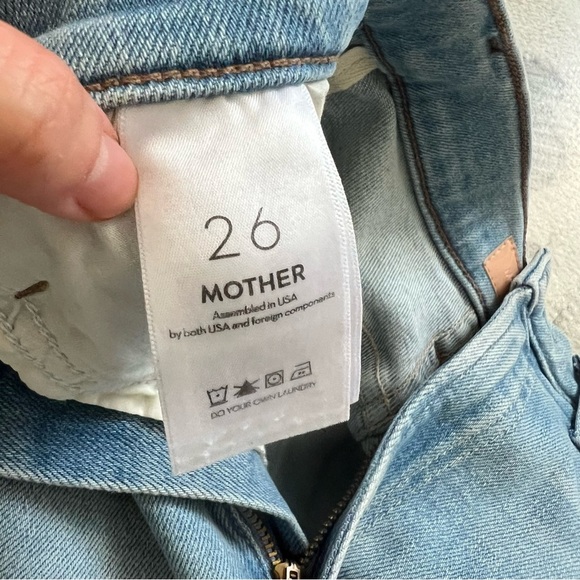 26
MOTHER
Assembled in USA
by both USA and foreign components
DO YOUR OWN LAUNDRY